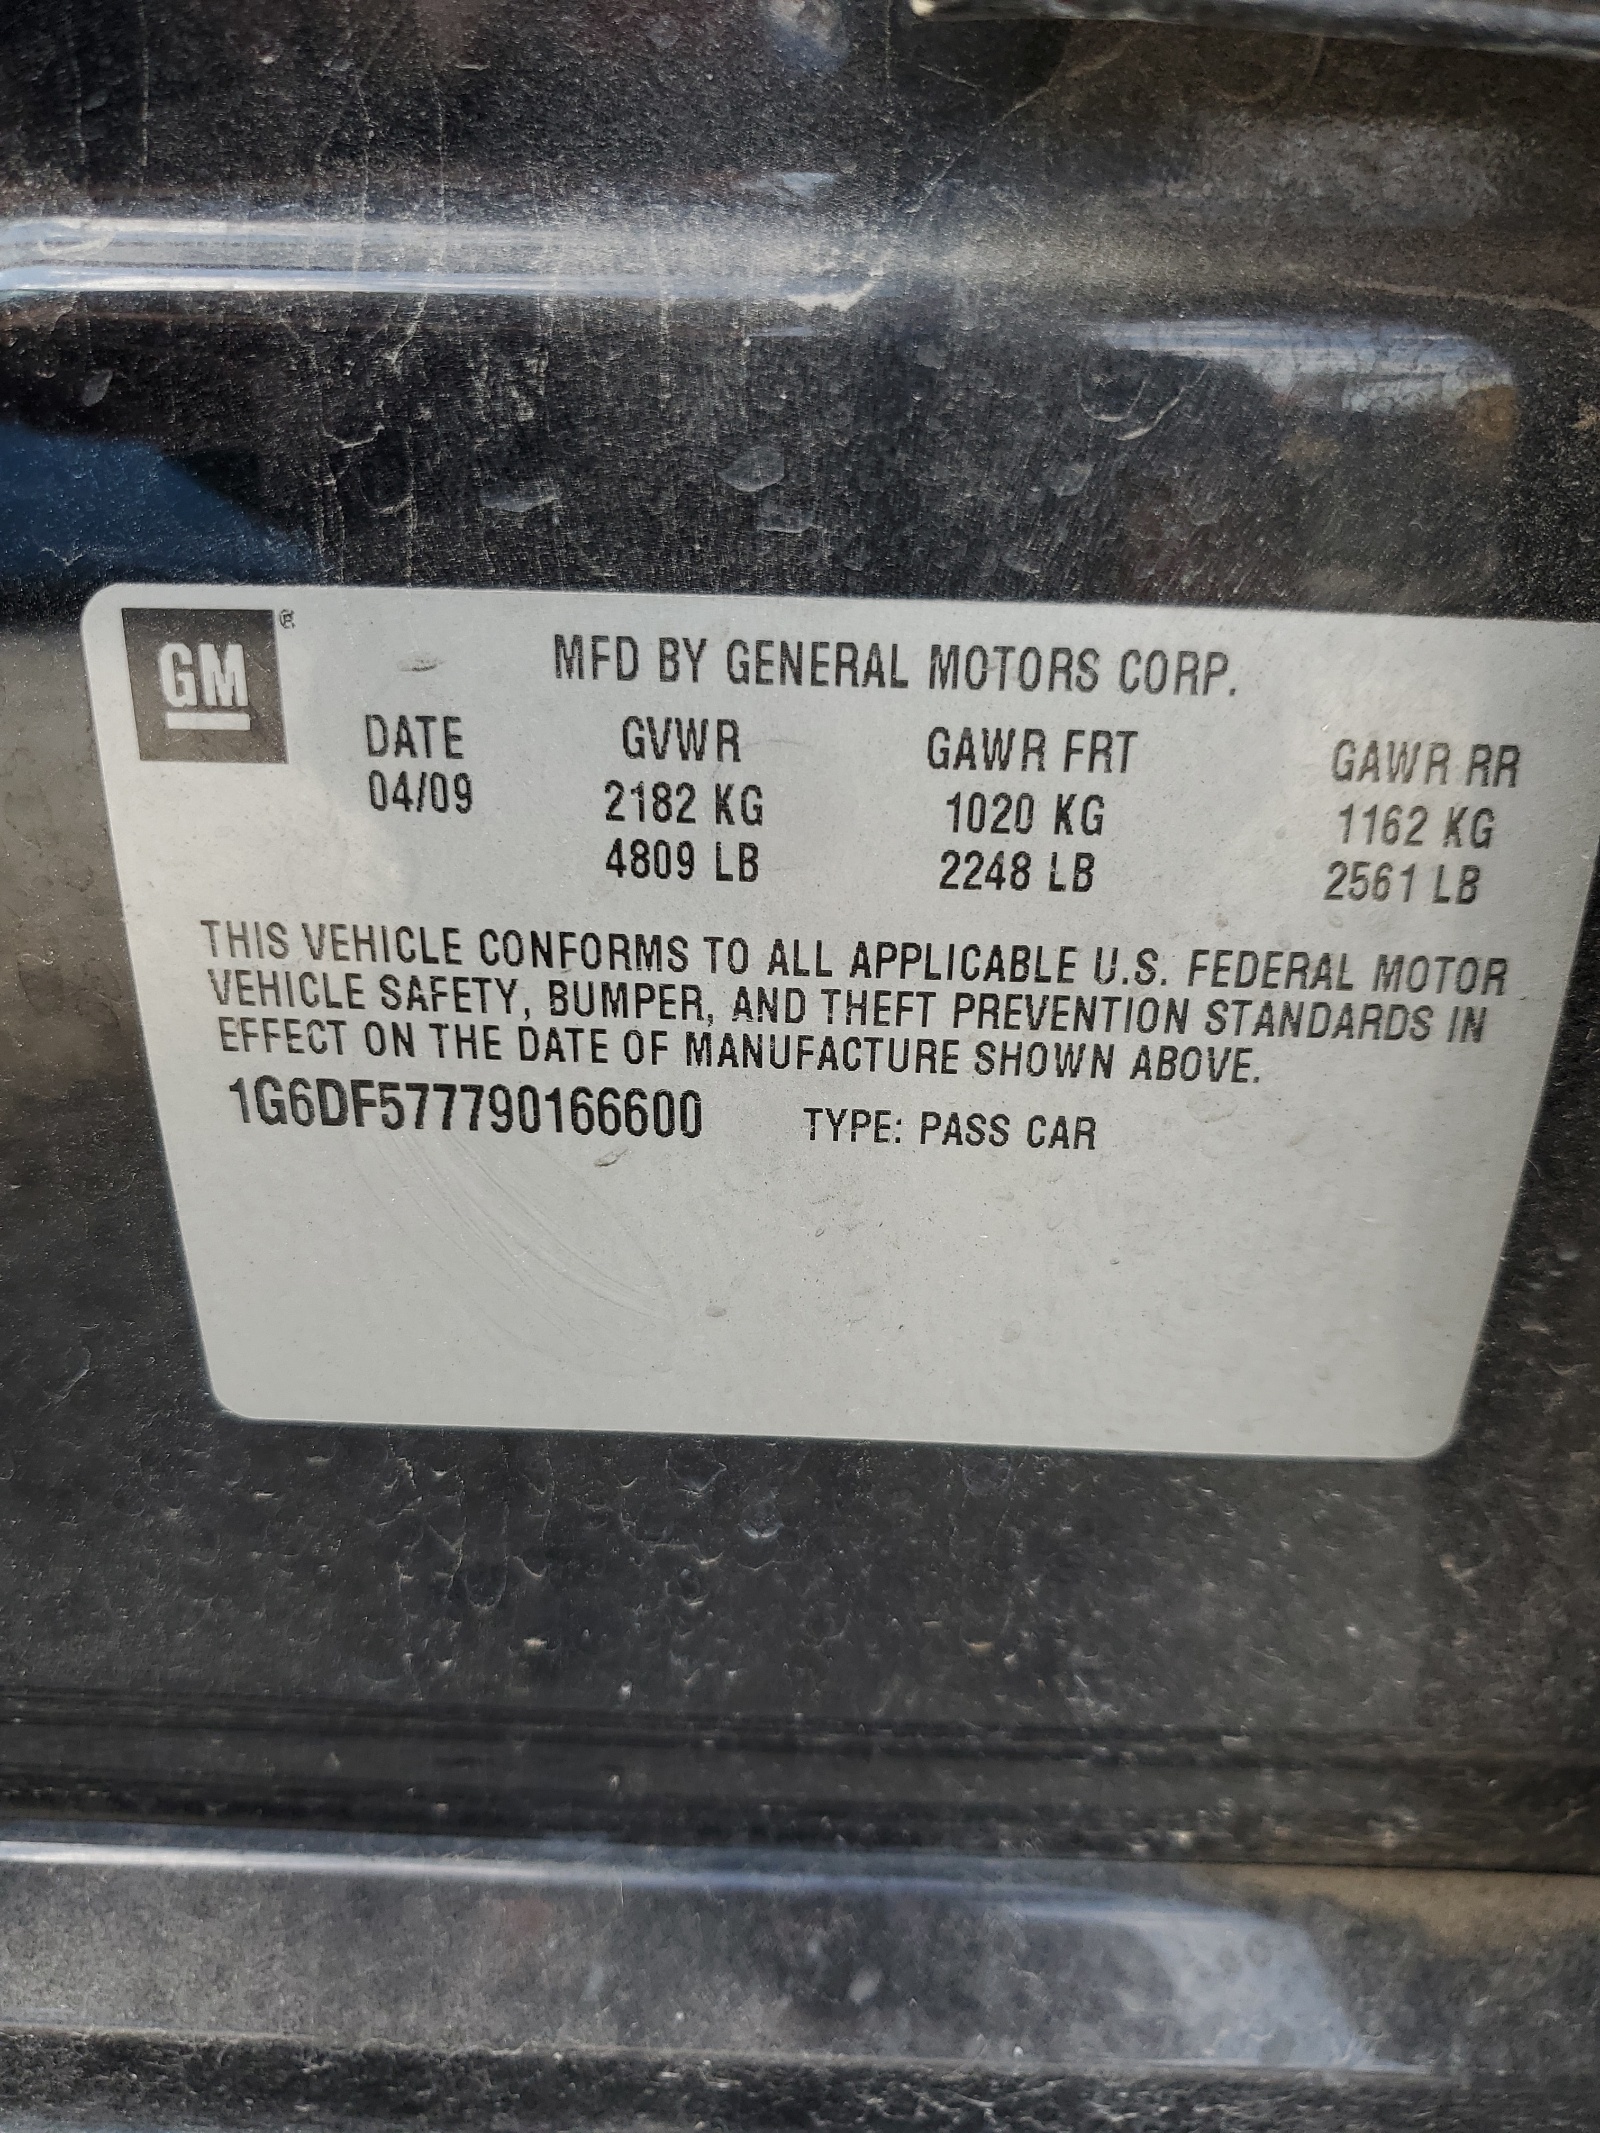 GM ®
MFD BY GENERAL MOTORS CORP.
DATE GVWR GAWR FRT GAWR RR
04/09 2182 KG 1020 KG 1162 KG
4809 LB 2248 LB 2561 LB
THIS VEHICLE CONFORMS TO ALL APPLICABLE U.S. FEDERAL MOTOR
VEHICLE SAFETY, BUMPER, AND THEFT PREVENTION STANDARDS IN
EFFECT ON THE DATE OF MANUFACTURE SHOWN ABOVE.
1G6DF577790166600 TYPE: PASS CAR